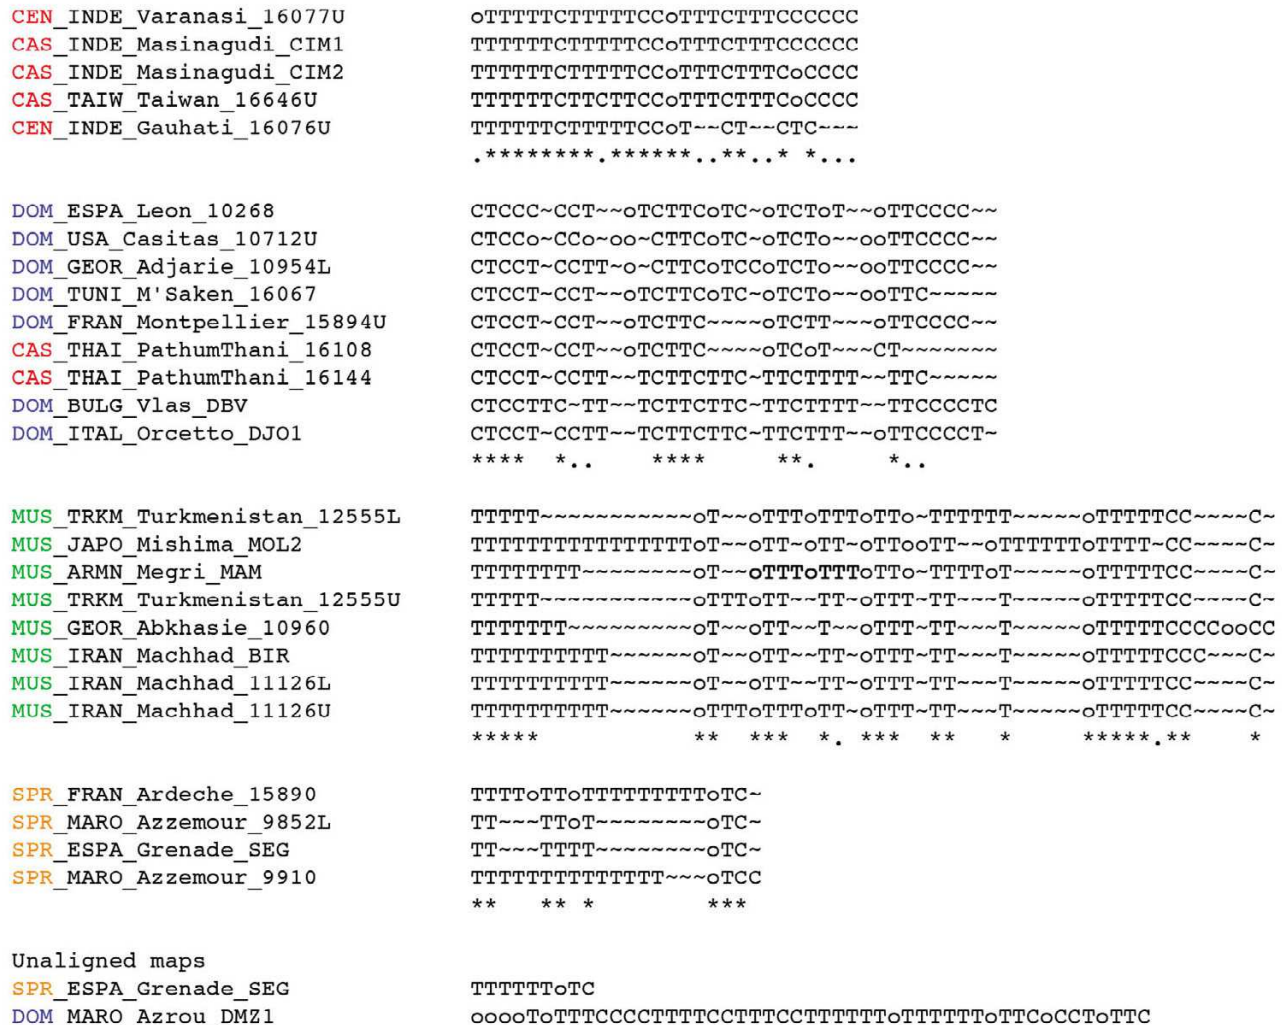 CEN_INDE_Varanasi_16077U oTTTTTCTTTTTTCCoTTTCTTTCCCCCC
CAS_INDE_Masinagudi_CIM1 TTTTTTCTTTTTTCCoTTTCTTTCCCCCC
CAS_INDE_Masinagudi_CIM2 TTTTTTCTTTTTTCCoTTTCTTTCoCCCC
CAS_TAIW_Taiwan_16646U TTTTTTCTTCTTCCoTTTCTTTCoCCCC
CEN_INDE_Gauhati_16076U TTTTTTCTTTTTTCCoT~~CT~~CTC~~~
.********.******..**..* *...
DOM_ESPA_Leon_10268 CTCCC~CCT~~oTCTTCoTC~oTCToT~~oTTCCCC~~
DOM_USA_Casitas_10712U CTCCo~CCo~oo~CTTCoTC~oTCTo~~ooTTCCCC~~
DOM_GEOR_Adjarie_10954L CTCCT~CCTT~o~CTTCoTCCoTCTo~~ooTTCCCC~~
DOM_TUNI_M'Saken_16067 CTCCT~CCT~~oTCTTCoTC~oTCTo~~ooTTC~~~~~
DOM_FRAN_Montpellier_15894U CTCCT~CCT~~oTCTTC~~~~oTCTT~~~oTTCCCC~~
CAS_THAI_PathumThani_16108 CTCCT~CCT~~oTCTTC~~~~oTCoT~~~CT~~~~~~~
CAS_THAI_PathumThani_16144 CTCCT~CCTT~~TCTTCTTC~TTCTTTT~~TTC~~~~~
DOM_BULG_Vlas_DBV CTCCTTC~TT~~TCTTCTTC~TTCTTTT~~TTCCCCTC
DOM_ITAL_Orcetto_DJO1 CTCCT~CCTT~~TCTTCTTC~TTCTTT~~oTTCCCCT~
**** *.. **** **. *..
MUS_TRKM_Turkmenistan_12555L TTTTT~~~~~~~~~~~oT~~oTTToTTToTTo~TTTTTT~~~~~oTTTTTCC~~~~C~
MUS_JAPO_Mishima_MOL2 TTTTTTTTTTTTTTTToT~~oTT~oTT~oTTooTT~~oTTTTTToTTTT~CC~~~~C~
MUS_ARMN_Megri_MAM TTTTTTTT~~~~~~~~oT~~oTTToTTToTTo~TTTToT~~~~~oTTTTTCC~~~~C~
MUS_TRKM_Turkmenistan_12555U TTTTT~~~~~~~~~~~oTTToTT~~TT~oTTT~TT~~~T~~~~~oTTTTTCC~~~~C~
MUS_GEOR_Abkhasie_10960 TTTTTTT~~~~~~~~~oT~~oTT~~T~~oTTT~TT~~~T~~~~~oTTTTTCCCCooCC
MUS_IRAN_Machhad_BIR TTTTTTTTTT~~~~~~oT~~oTT~~TT~oTTT~TT~~~T~~~~~oTTTTTCCC~~~C~
MUS_IRAN_Machhad_11126L TTTTTTTTTT~~~~~~oT~~oTT~~TT~oTTT~TT~~~T~~~~~oTTTTTCC~~~~C~
MUS_IRAN_Machhad_11126U TTTTTTTTTT~~~~~~oTTToTTToTT~oTTT~TT~~~T~~~~~oTTTTTCC~~~~C~
***** ** *** *. *** ** * *****.** *
SPR_FRAN_Ardeche_15890 TTTToTToTTTTTTTTToTC~
SPR_MARO_Azzemour_9852L TT~~~TToT~~~~~~~~oTC~
SPR_ESPA_Grenade_SEG TT~~~TTTT~~~~~~~~oTC~
SPR_MARO_Azzemour_9910 TTTTTTTTTTTTTT~~~oTCC
** ** * ***
Unaligned maps
SPR_ESPA_Grenade_SEG TTTTTToTC
DOM_MARO_Azrou_DMZ1 ooooToTTTCCCCTTTTCCTTTCCTTTTTToTTTTTToTTCoCCToTTC